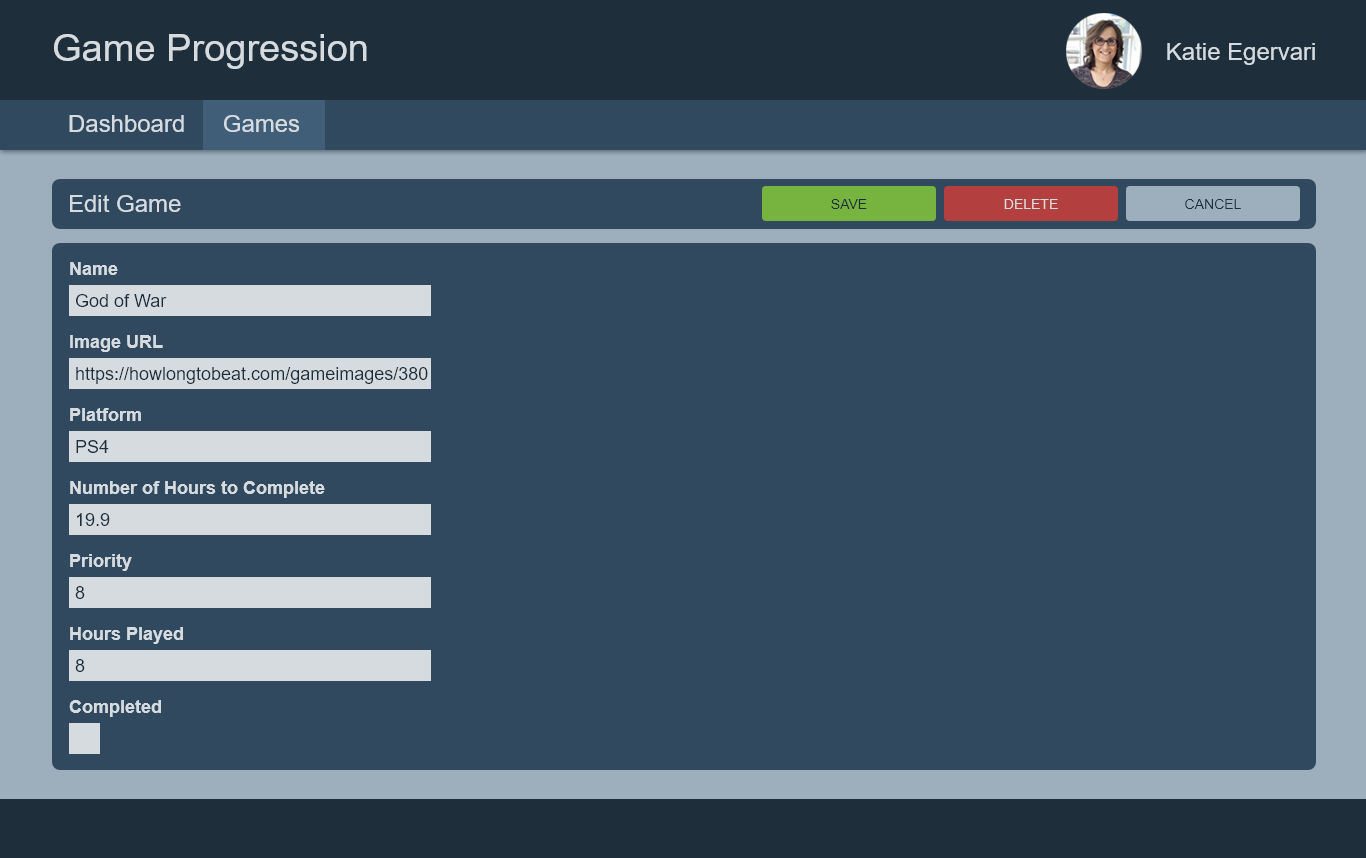 Game Progression
Katie Egervari
Dashboard
Games
Edit Game
SAVE
DELETE
CANCEL
Name
God of War
Image URL
https://howlongtobeat.com/gameimages/380
Platform
PS4
Number of Hours to Complete
19.9
Priority
8
Hours Played
8
Completed